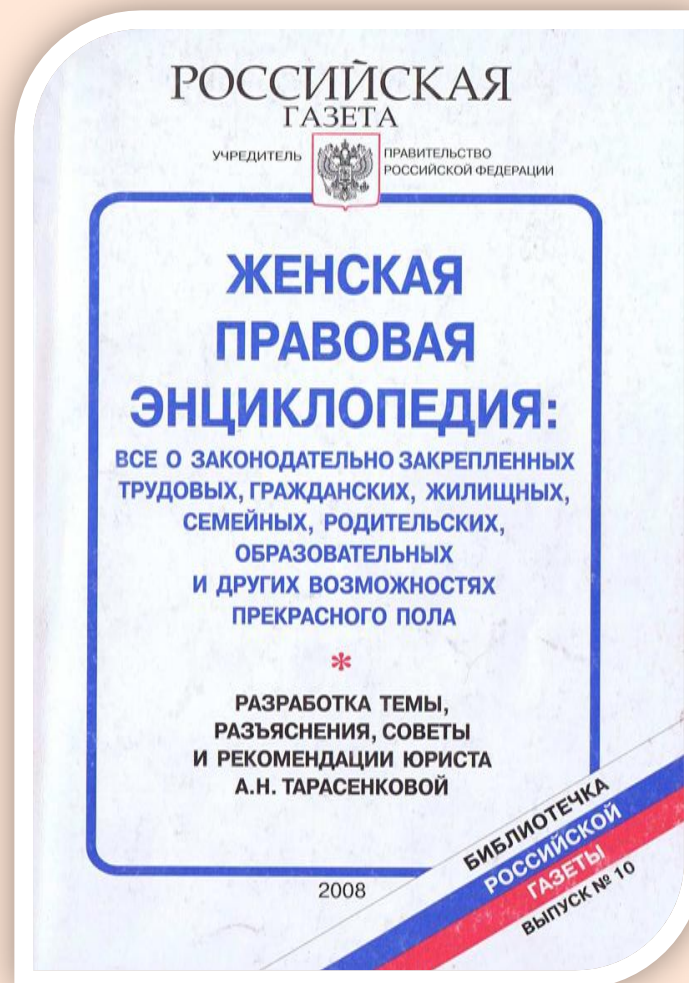 РОССИЙСКАЯ
ГАЗЕТА
УЧРЕДИТЕЛЬ
ПРАВИТЕЛЬСТВО
РОССИЙСКОЙ ФЕДЕРАЦИИ
ЖЕНСКАЯ
ПРАВОВАЯ
ЭНЦИКЛОПЕДИЯ:
ВСЕ О ЗАКОНОДАТЕЛЬНО ЗАКРЕПЛЕННЫХ
ТРУДОВЫХ, ГРАЖДАНСКИХ, ЖИЛИЩНЫХ,
СЕМЕЙНЫХ, РОДИТЕЛЬСКИХ,
ОБРАЗОВАТЕЛЬНЫХ
И ДРУГИХ ВОЗМОЖНОСТЯХ
ПРЕКРАСНОГО ПОЛА
*
РАЗРАБОТКА ТЕМЫ,
РАЗЪЯСНЕНИЯ, СОВЕТЫ
И РЕКОМЕНДАЦИИ ЮРИСТА
А.Н. ТАРАСЕНКОВОЙ
БИБЛИОТЕЧКА
РОССИЙСКОЙ
ГАЗЕТЫ
ВЫПУСК № 10
2008